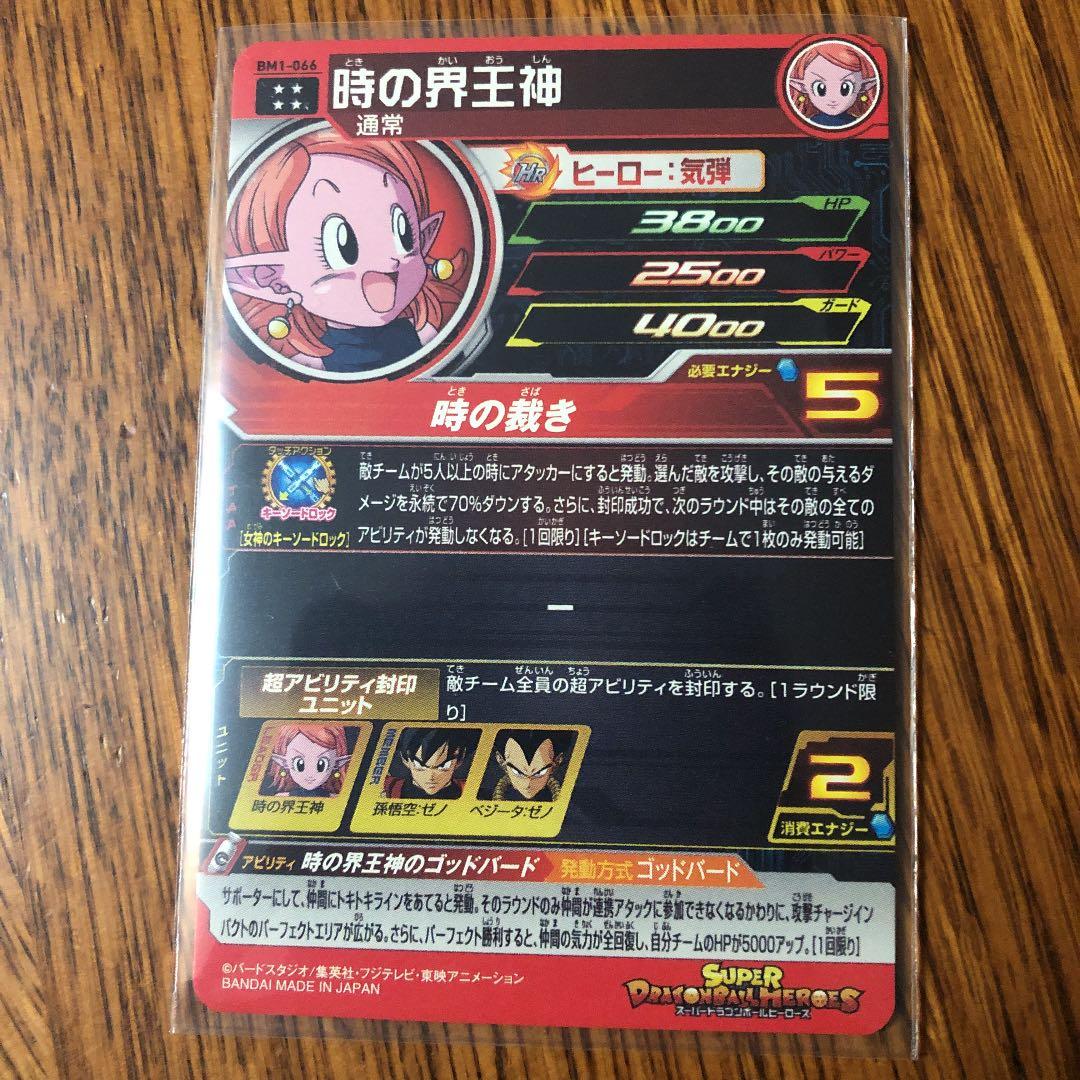 BM1-066
時の界王神
通常
HR
ヒーロー:気弾
HP
3800
パワー
2500
ガード
4000
必要エナジー
5
時の裁き
タッチアクション
キーソードロック
[女神のキーソードロック]
敵チームが5人以上の時にアタッカーにすると発動。選んだ敵を攻撃し、その敵の与えるダ
メージを永続で70%ダウンする。さらに、封印成功で、次のラウンド中はその敵の全ての
アビリティが発動しなくなる。[1回限り][キーソードロックはチームで1枚のみ発動可能]
ー
ユニット
超アビリティ封印
ユニット
敵チーム全員の超アビリティを封印する。[1ラウンド限
り]
時の界王神
孫悟空:ゼノ
ベジータ:ゼノ
2
消費エナジー
アビリティ 時の界王神のゴッドバード
発動方式 ゴッドバード
サポーターにして、仲間にトキトキラインをあてると発動。そのラウンドのみ仲間が連携アタックに参加できなくなるかわりに、攻撃チャージイン
パクトのパーフェクトエリアが広がる。さらに、パーフェクト勝利すると、仲間の気力が全回復し、自分チームのHPが5000アップ。[1回限り]
©バードスタジオ/集英社・フジテレビ・東映アニメーション
BANDAI MADE IN JAPAN
SUPER
DRAGONBALL HEROES
スーパードラゴンボールヒーローズ